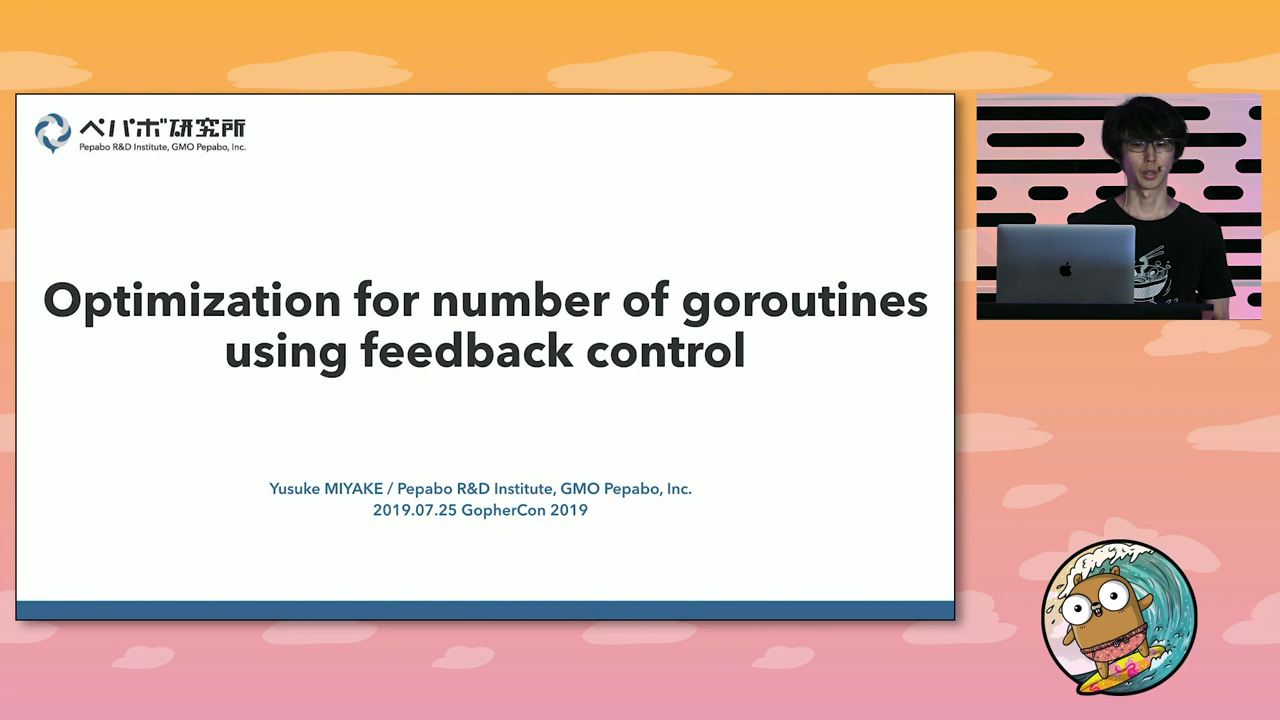 ペパボ研究所
Pepabo R&D Institute, GMO Pepabo, Inc.
Optimization for number of goroutines
using feedback control
Yusuke MIYAKE / Pepabo R&D Institute, GMO Pepabo, Inc.
2019.07.25 GopherCon 2019